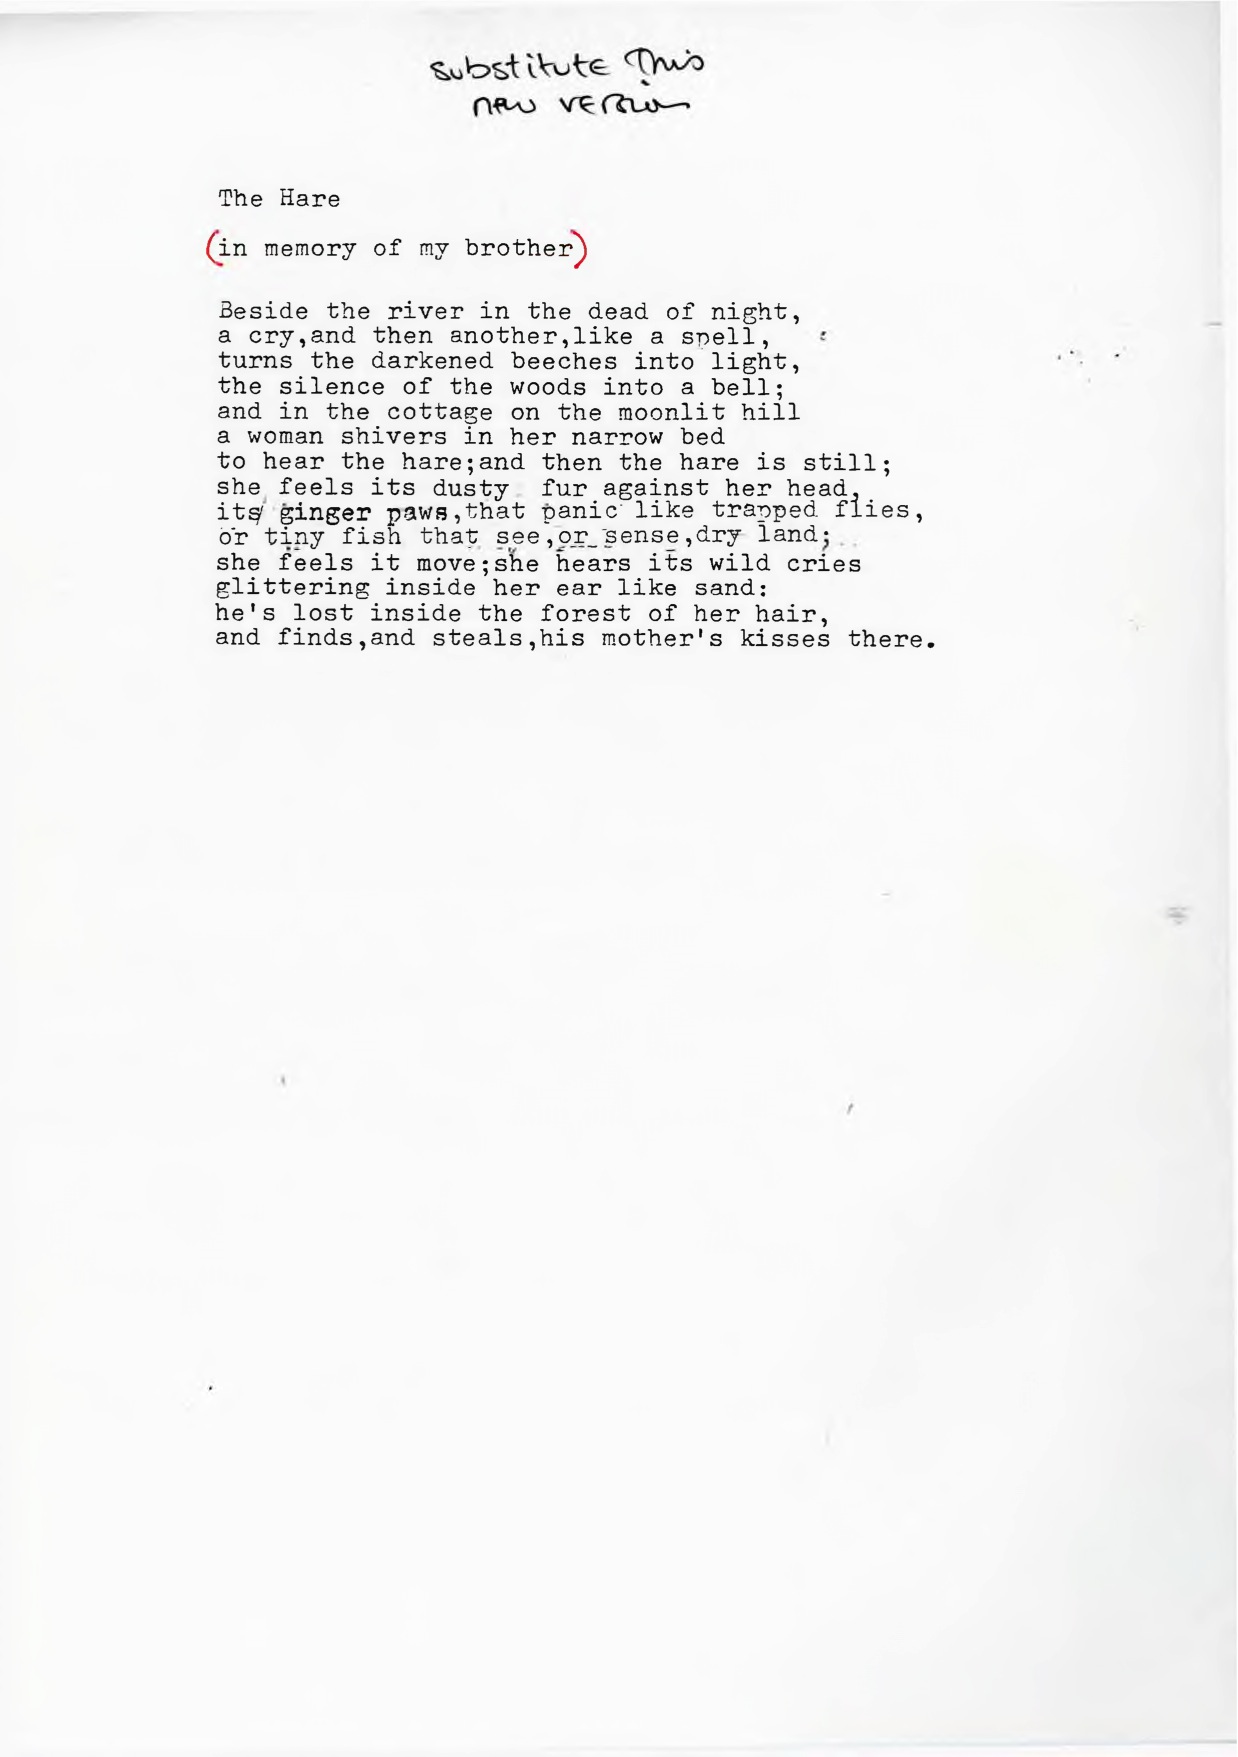 substitute This
new version
The Hare
(in memory of my brother)
Beside the river in the dead of night,
a cry,and then another,like a spell,
turns the darkened beeches into light,
the silence of the woods into a bell;
and in the cottage on the moonlit hill
a woman shivers in her narrow bed
to hear the hare;and then the hare is still;
she feels its dusty fur against her head,
its ginger paws,that panic like trapped flies,
or tiny fish that see,or sense,dry land;
she feels it move;she hears its wild cries
glittering inside her ear like sand:
he's lost inside the forest of her hair,
and finds,and steals,his mother's kisses there.